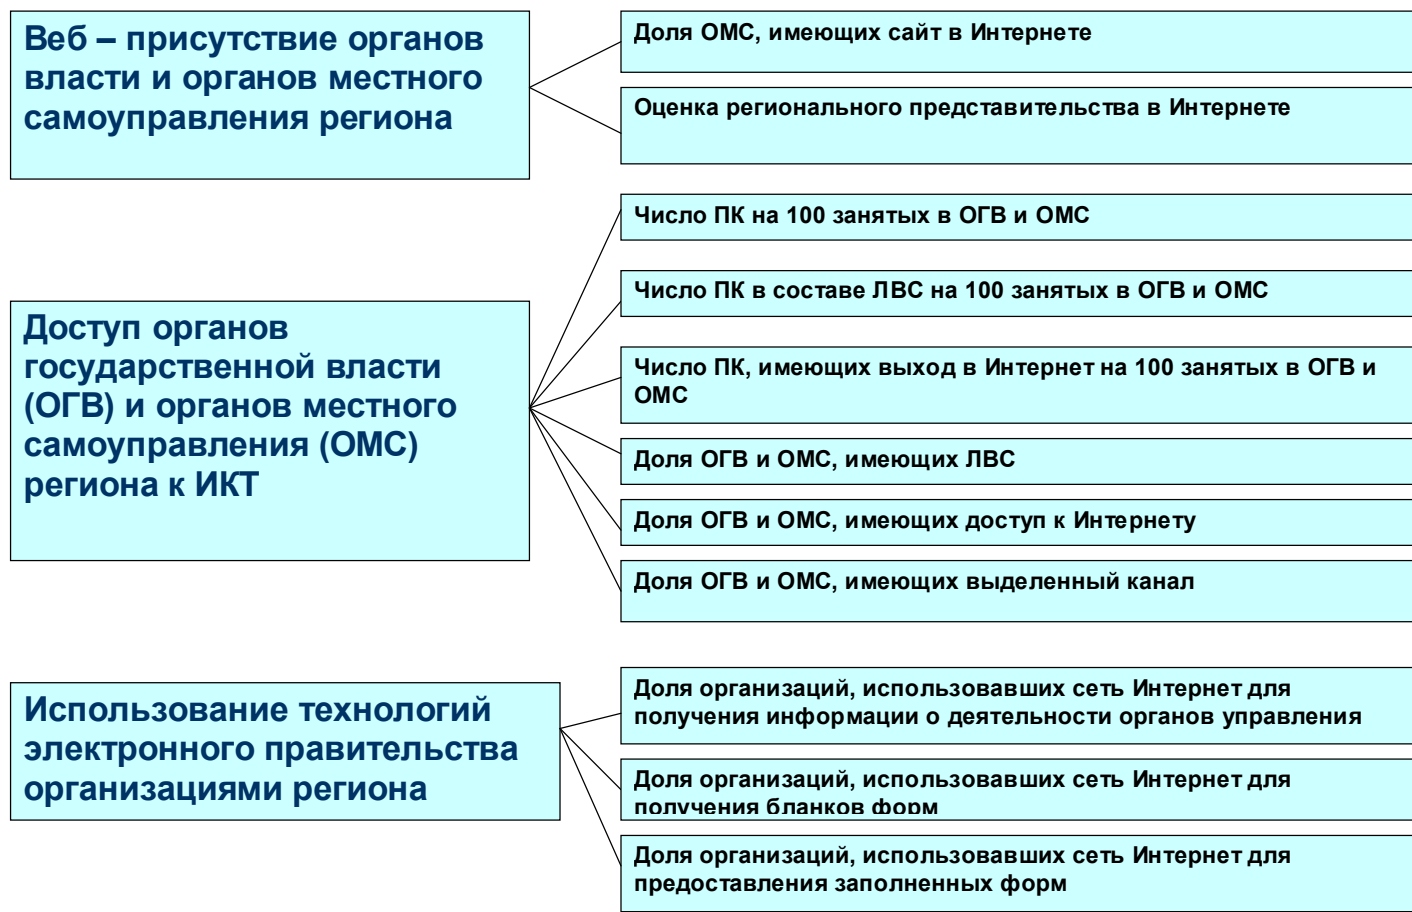 Веб – присутствие органов
власти и органов местного
самоуправления региона
Доля ОМС, имеющих сайт в Интернете
Оценка регионального представительства в Интернете
Доступ органов
государственной власти
(ОГВ) и органов местного
самоуправления (ОМС)
региона к ИКТ
Число ПК на 100 занятых в ОГВ и ОМС
Число ПК в составе ЛВС на 100 занятых в ОГВ и ОМС
Число ПК, имеющих выход в Интернет на 100 занятых в ОГВ и
ОМС
Доля ОГВ и ОМС, имеющих ЛВС
Доля ОГВ и ОМС, имеющих доступ к Интернету
Доля ОГВ и ОМС, имеющих выделенный канал
Использование технологий
электронного правительства
организациями региона
Доля организаций, использовавших сеть Интернет для
получения информации о деятельности органов управления
Доля организаций, использовавших сеть Интернет для
получения бланков форм
Доля организаций, использовавших сеть Интернет для
предоставления заполненных форм